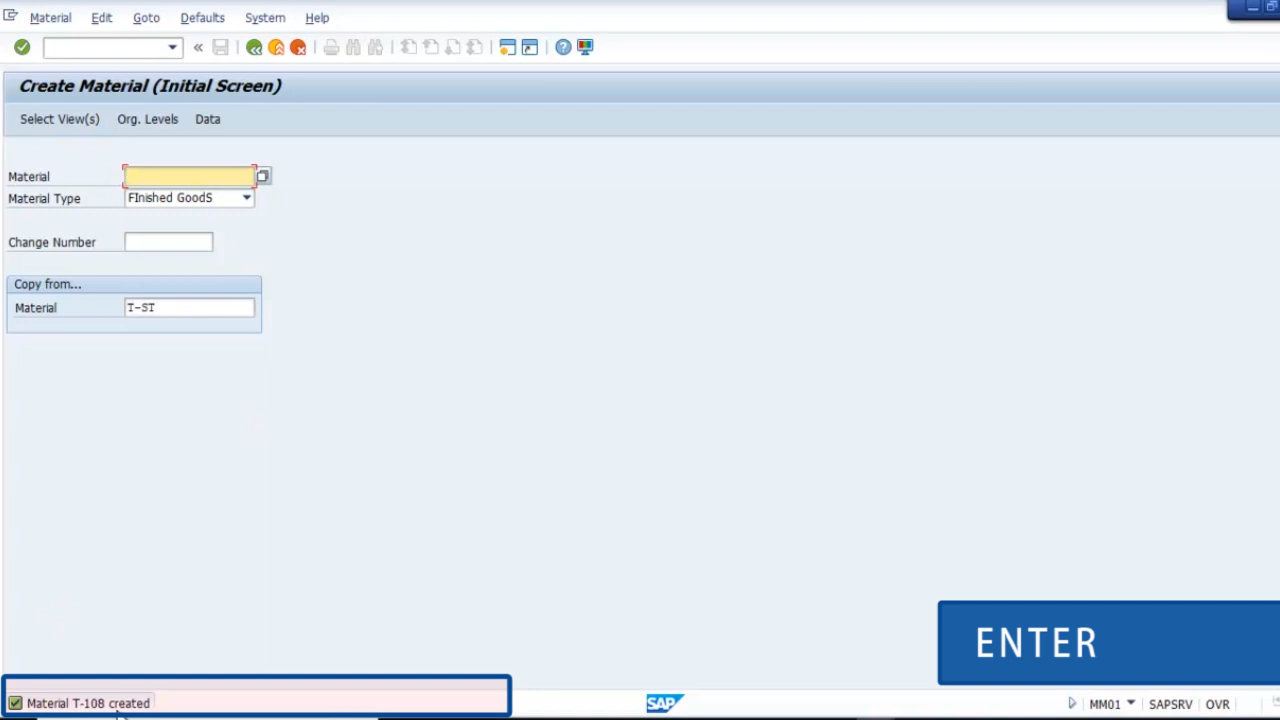 Material Edit Goto Defaults System Help
Create Material (Initial Screen)
Select View(s) Org. Levels Data
Material
Material Type FInished GoodS
Change Number
Copy from...
Material T-ST
ENTER
Material T-108 created
SAP
MM01 SAPSRV OVR